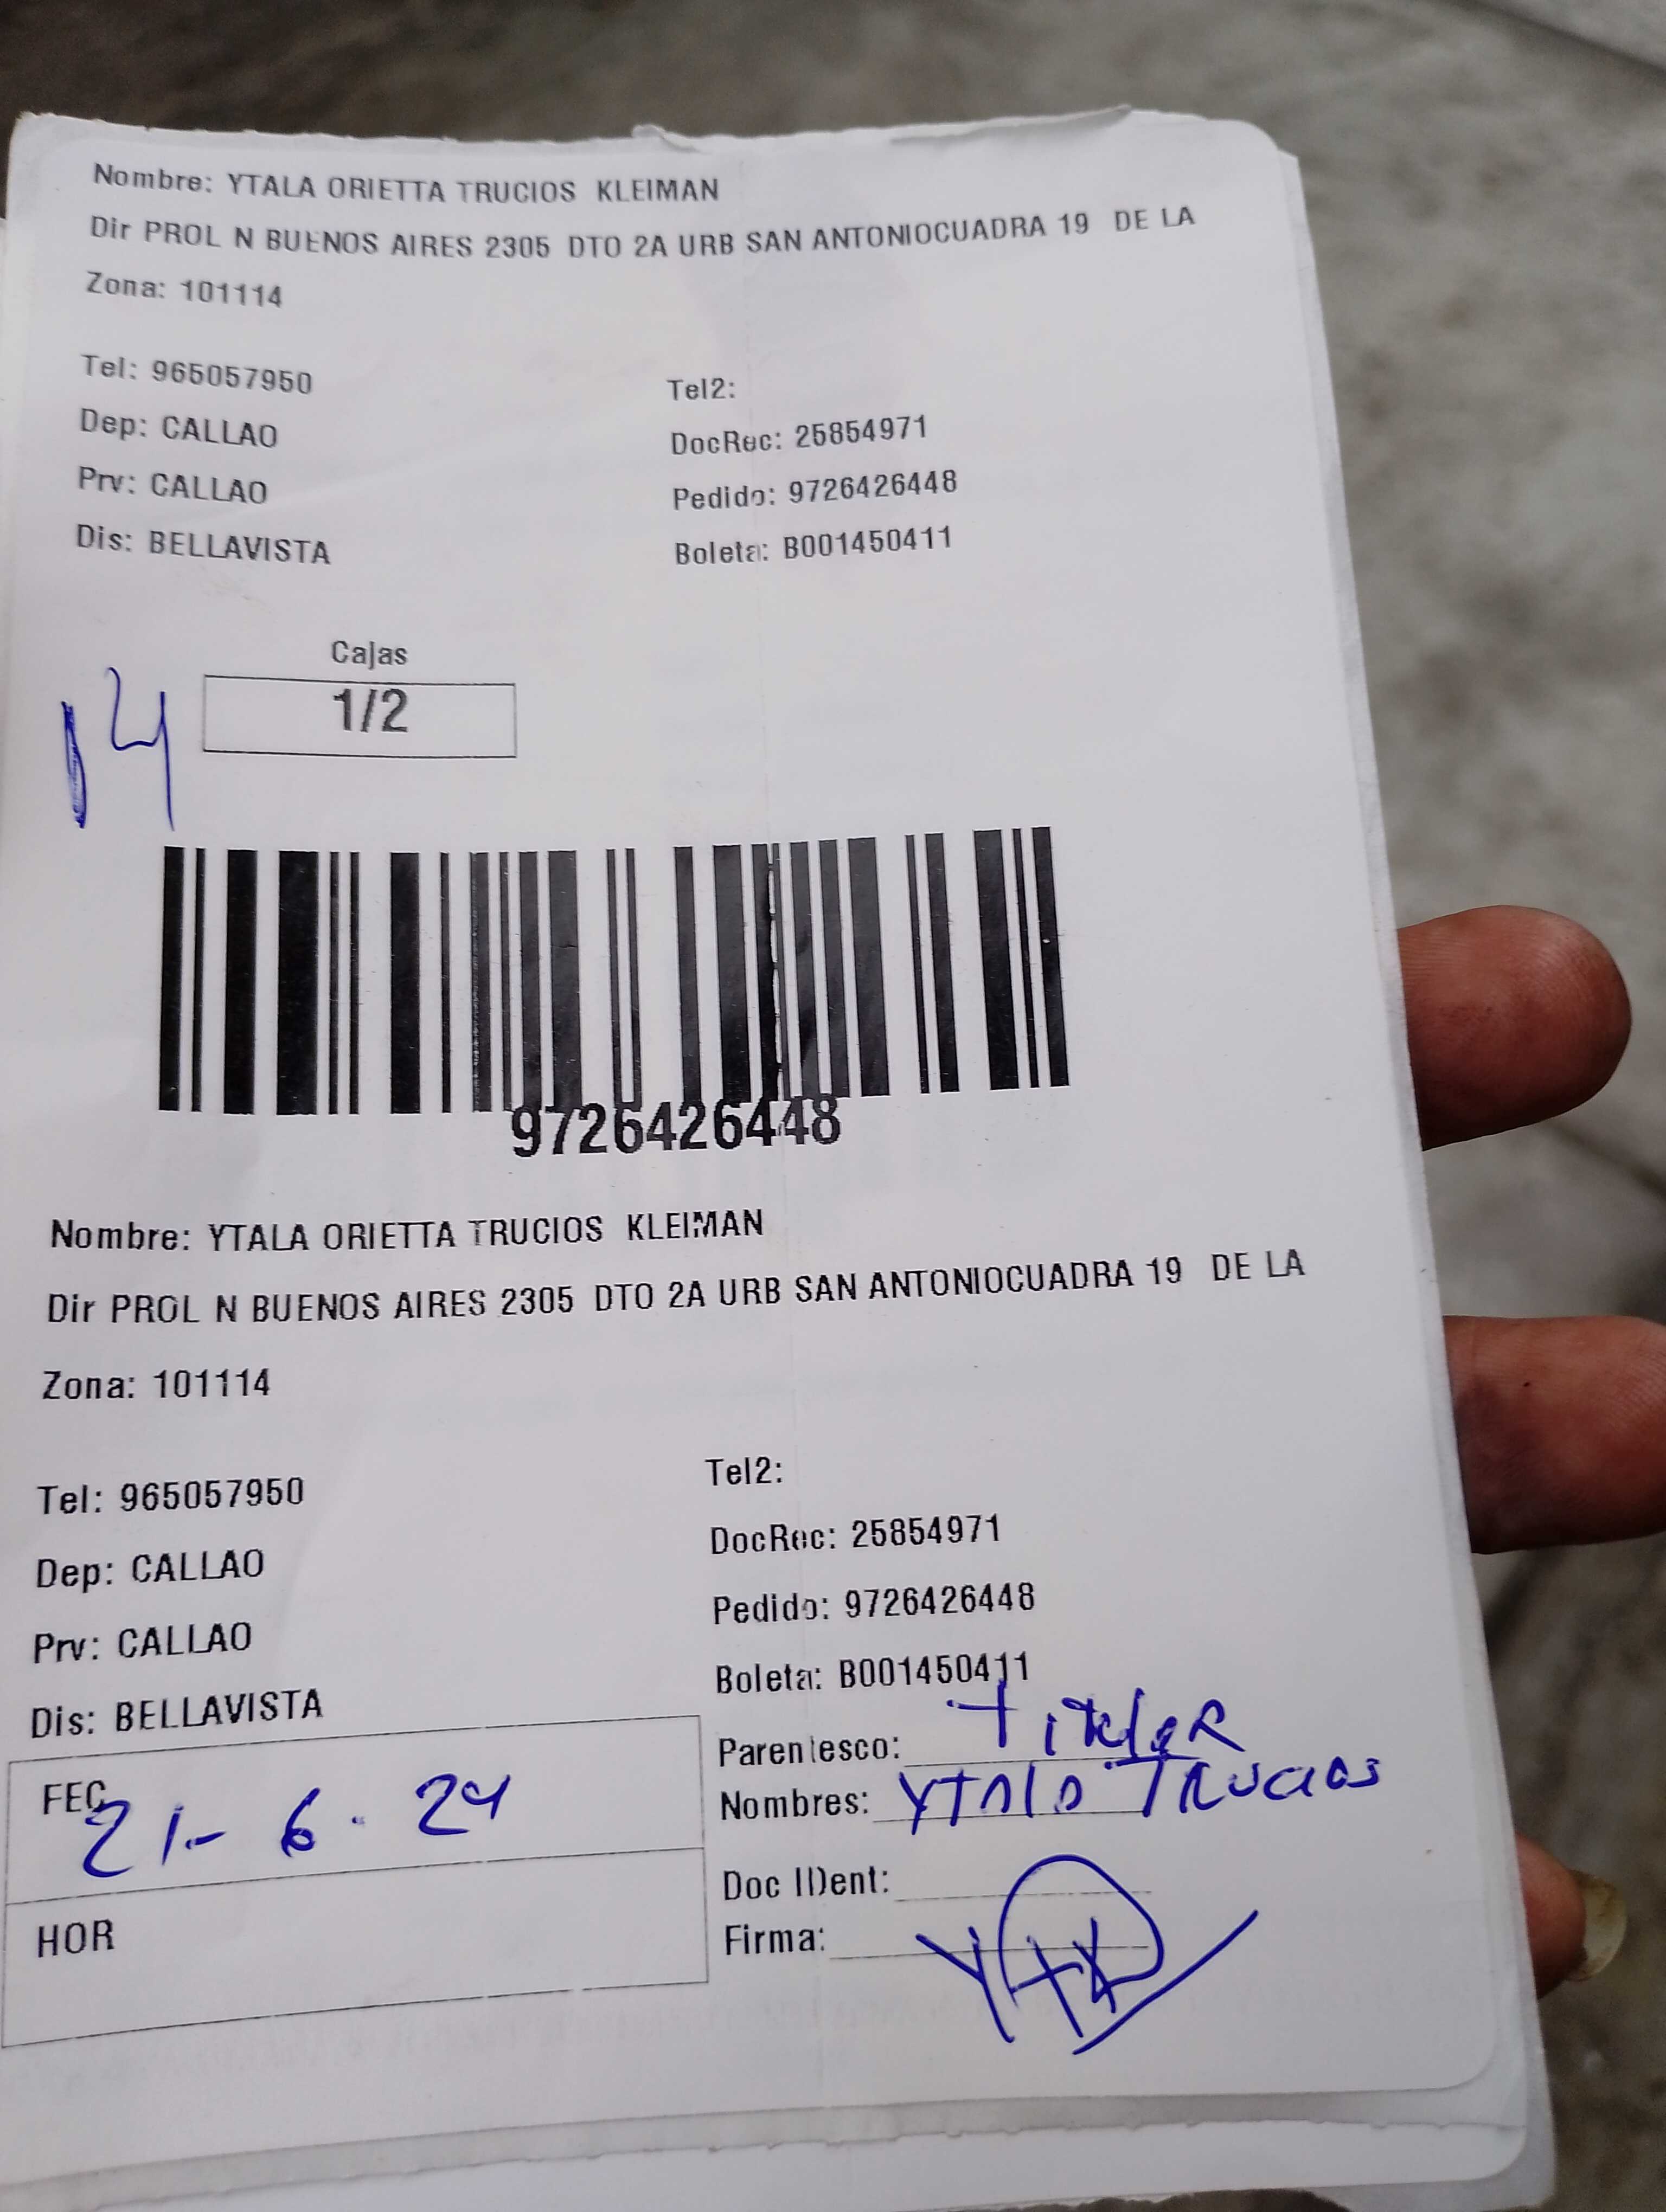 Nombre: YTALA ORIETTA TRUCIOS KLEIMAN
Dir PROL N BUENOS AIRES 2305 DTO 2A URB SAN ANTONIOCUADRA 19 DE LA
Zona: 101114
Tel: 965057950 Tel2:
Dep: CALLAO DocRec: 25854971
Prv: CALLAO Pedido: 9726426448
Dis: BELLAVISTA Boleta: B001450411
Cajas
14 1/2
9726426448
Nombre: YTALA ORIETTA TRUCIOS KLEIMAN
Dir PROL N BUENOS AIRES 2305 DTO 2A URB SAN ANTONIOCUADRA 19 DE LA
Zona: 101114
Tel: 965057950 Tel2:
Dep: CALLAO DocRec: 25854971
Prv: CALLAO Pedido: 9726426448
Dis: BELLAVISTA Boleta: B001450411
Parentesco: TiTulaR
FEC 21-6.24 Nombres: YTAlo TRucios
Doc IDent:
HOR Firma: